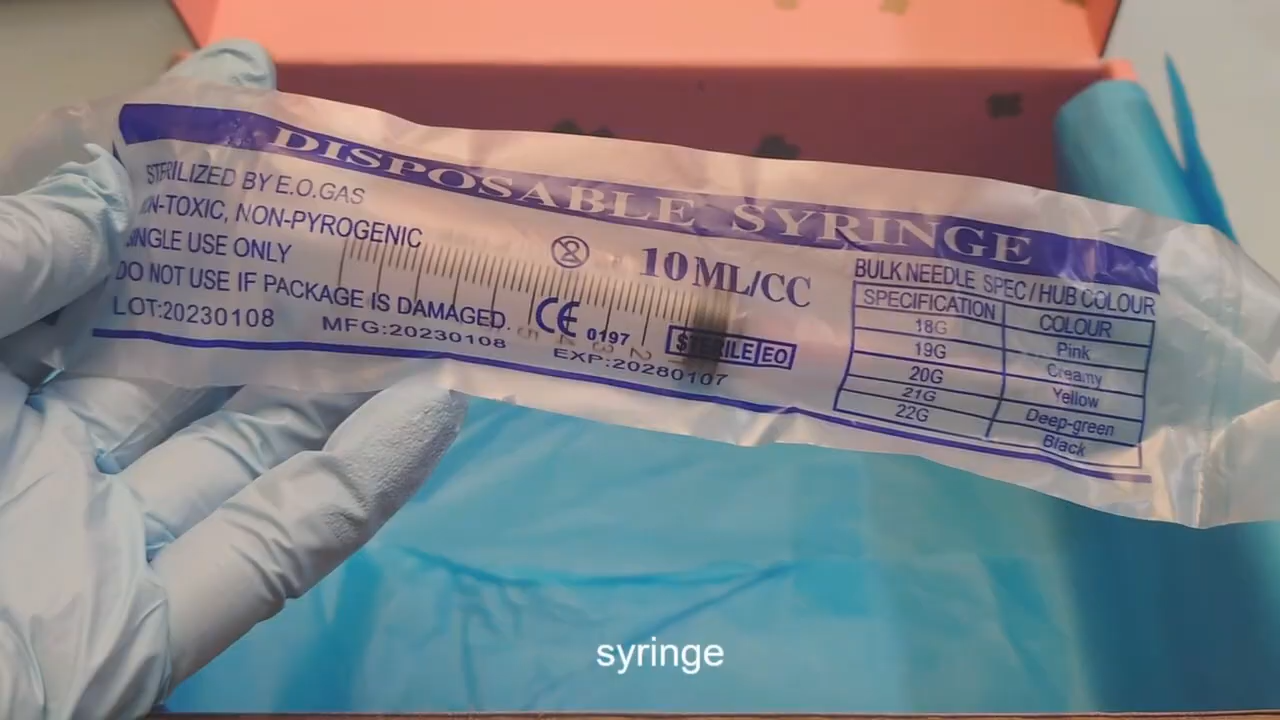 DISPOSABLE SYRINGE
STERILIZED BY E.O.GAS
NON-TOXIC, NON-PYROGENIC
SINGLE USE ONLY
DO NOT USE IF PACKAGE IS DAMAGED.
LOT:20230108
MFG:20230108
EXP:20280107
10ML/CC
CE 0197
STERILE EO
BULK NEEDLE SPEC/HUB COLOUR
SPECIFICATION COLOUR
18G Pink
19G Creamy
20G Yellow
21G Deep-green
22G Black
syringe